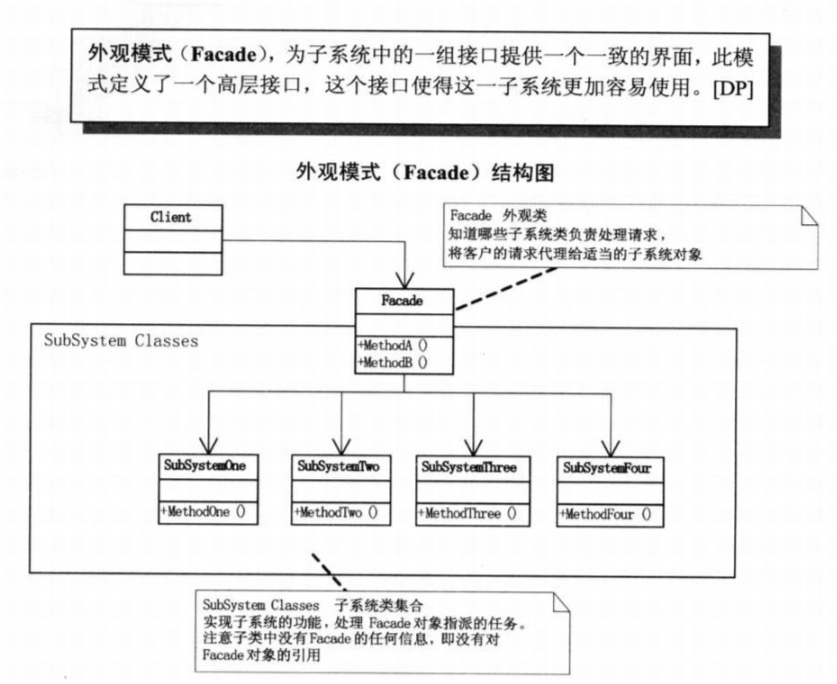 外观模式（Facade），为子系统中的一组接口提供一个一致的界面，此模
式定义了一个高层接口，这个接口使得这一子系统更加容易使用。[DP]
外观模式（Facade）结构图
Client
Facade 外观类
知道哪些子系统类负责处理请求，
将客户的请求代理给适当的子系统对象
Facade
+MethodA ()
+MethodB ()
SubSystem Classes
SubSystemOne
+MethodOne ()
SubSystemTwo
+MethodTwo ()
SubSystemThree
+MethodThree ()
SubSystemFour
+MethodFour ()
SubSystem Classes 子系统类集合
实现子系统的功能，处理 Facade对象指派的任务。
注意子类中没有Facade的任何信息，即没有对
Facade对象的引用